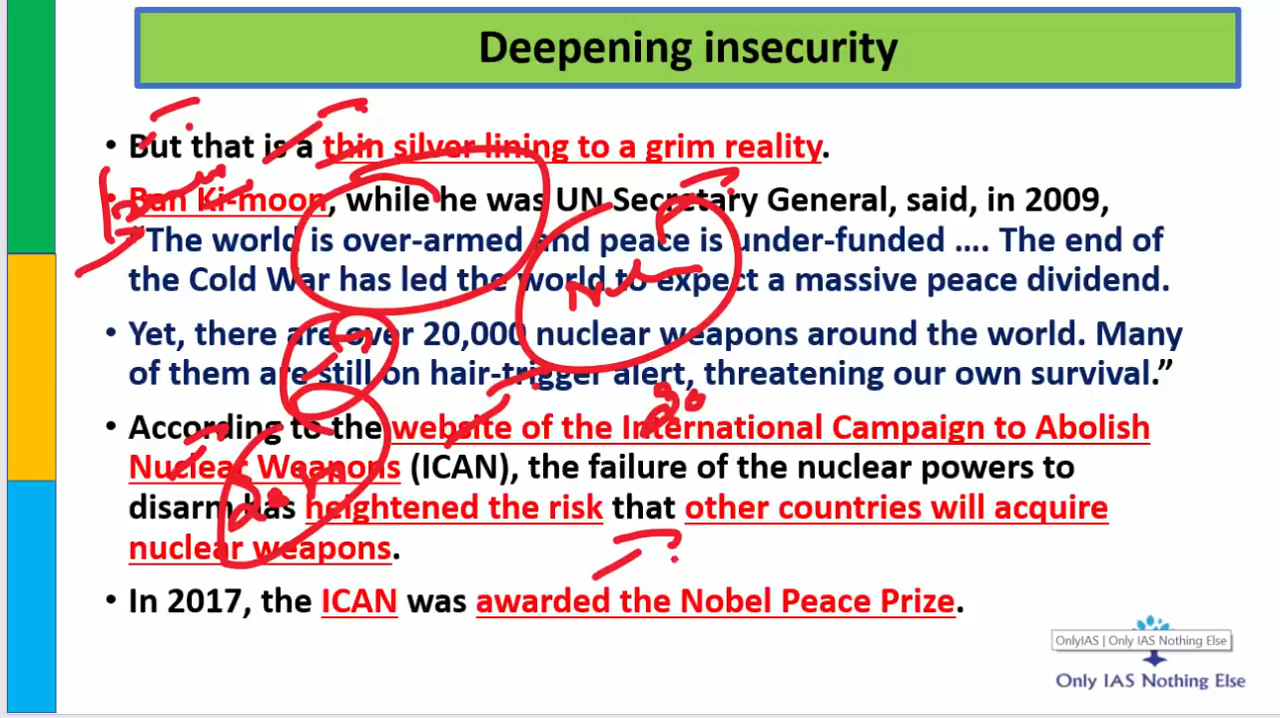 Deepening insecurity
• But that is a thin silver lining to a grim reality.
• Ban Ki-moon, while he was UN Secretary General, said, in 2009,
“The world is over-armed and peace is under-funded …. The end of
the Cold War has led the world to expect a massive peace dividend.
• Yet, there are over 20,000 nuclear weapons around the world. Many
of them are still on hair-trigger alert, threatening our own survival.”
• According to the website of the International Campaign to Abolish
Nuclear Weapons (ICAN), the failure of the nuclear powers to
disarm has heightened the risk that other countries will acquire
nuclear weapons.
• In 2017, the ICAN was awarded the Nobel Peace Prize.
OnlyIAS | Only IAS Nothing Else
Only IAS Nothing Else